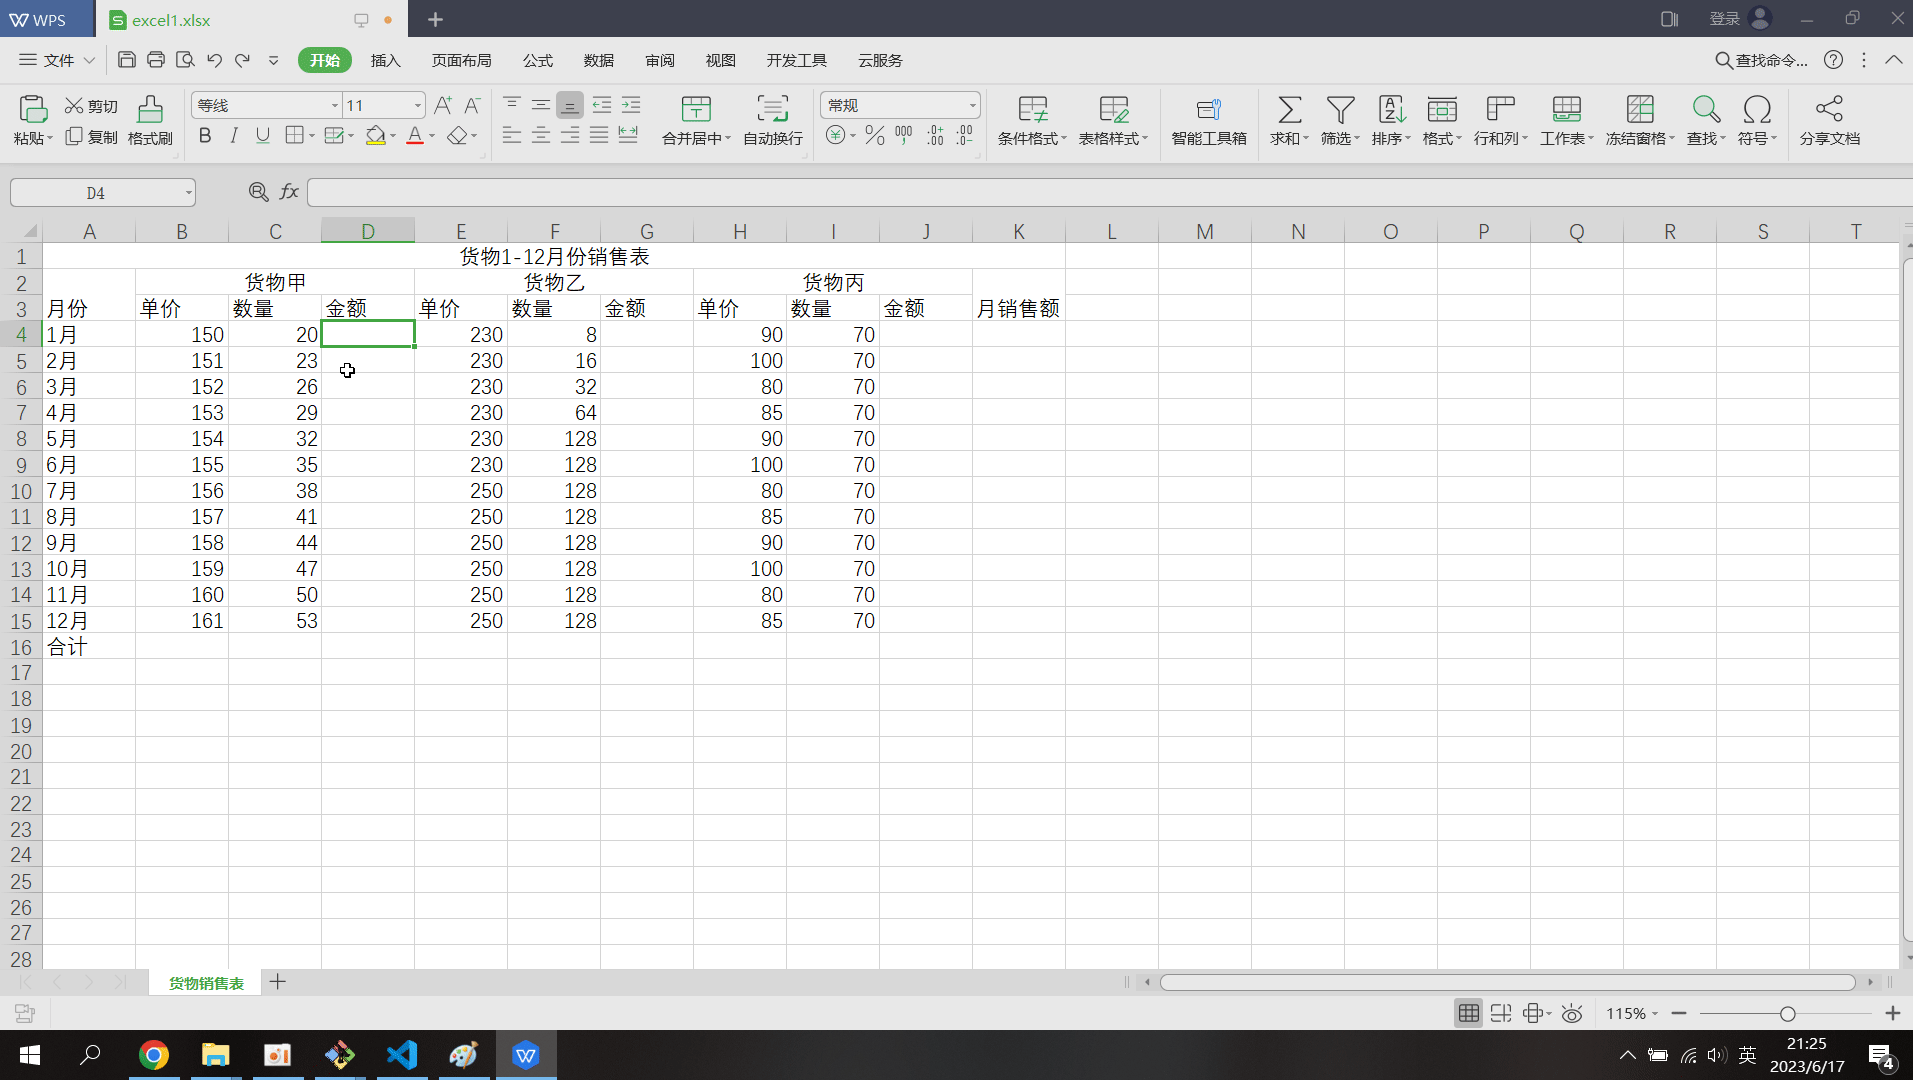 WPS excel1.xlsx 登录
文件 开始 插入 页面布局 公式 数据 审阅 视图 开发工具 云服务 查找命令...
剪切 等线 11 常规
粘贴 复制 格式刷 合并居中 自动换行 条件格式 表格样式 智能工具箱 求和 筛选 排序 格式 行和列 工作表 冻结窗格 查找 符号 分享文档
D4 fx
A B C D E F G H I J K L M N O P Q R S T
1 货物1-12月份销售表
2 货物甲 货物乙 货物丙
3 月份 单价 数量 金额 单价 数量 金额 单价 数量 金额 月销售额
4 1月 150 20 230 8 90 70
5 2月 151 23 230 16 100 70
6 3月 152 26 230 32 80 70
7 4月 153 29 230 64 85 70
8 5月 154 32 230 128 90 70
9 6月 155 35 230 128 100 70
10 7月 156 38 250 128 80 70
11 8月 157 41 250 128 85 70
12 9月 158 44 250 128 90 70
13 10月 159 47 250 128 100 70
14 11月 160 50 250 128 80 70
15 12月 161 53 250 128 85 70
16 合计
17
18
19
20
21
22
23
24
25
26
27
28
货物销售表
115%
英 21:25
2023/6/17 4